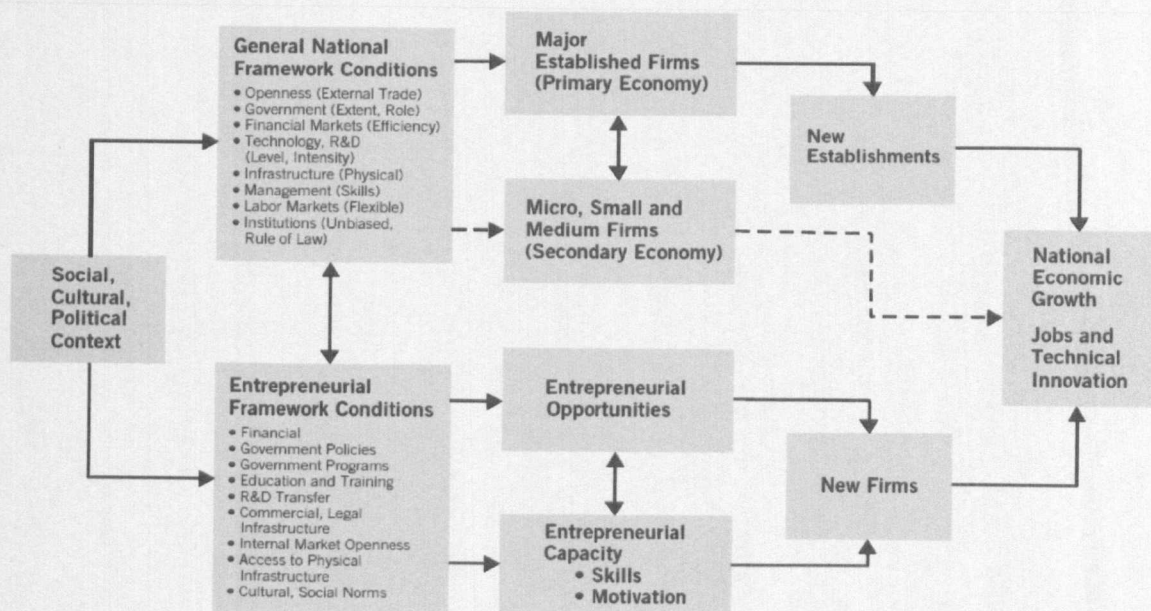 Social,
Cultural,
Political
Context
General National
Framework Conditions
• Openness (External Trade)
• Government (Extent, Role)
• Financial Markets (Efficiency)
• Technology, R&D
(Level, Intensity)
• Infrastructure (Physical)
• Management (Skills)
• Labor Markets (Flexible)
• Institutions (Unbiased,
Rule of Law)
Entrepreneurial
Framework Conditions
• Financial
• Government Policies
• Government Programs
• Education and Training
• R&D Transfer
• Commercial, Legal
Infrastructure
• Internal Market Openness
• Access to Physical
Infrastructure
• Cultural, Social Norms
Major
Established Firms
(Primary Economy)
Micro, Small and
Medium Firms
(Secondary Economy)
Entrepreneurial
Opportunities
Entrepreneurial
Capacity
• Skills
• Motivation
New
Establishments
New Firms
National
Economic
Growth
Jobs and
Technical
Innovation